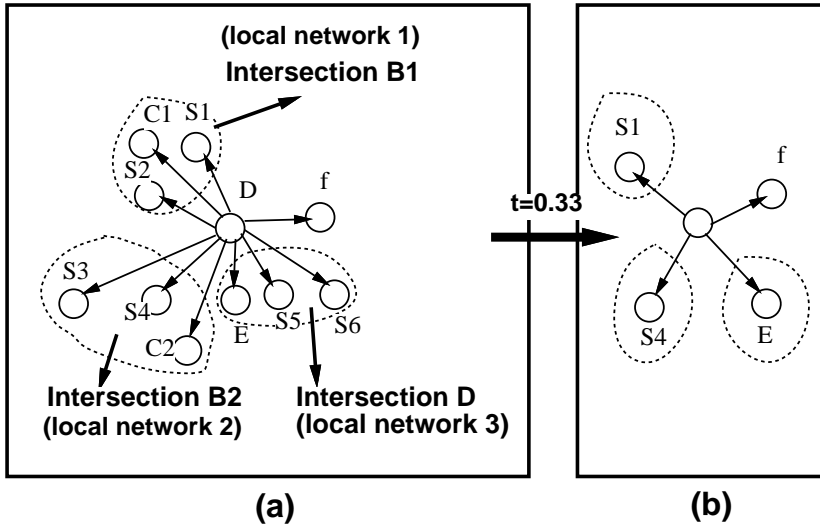 (local network 1)
Intersection B1
C1
S1
S2
D
f
S3
S4
C2
E
S5
S6
Intersection B2
(local network 2)
Intersection D
(local network 3)
(a)
t=0.33
S1
f
S4
E
(b)